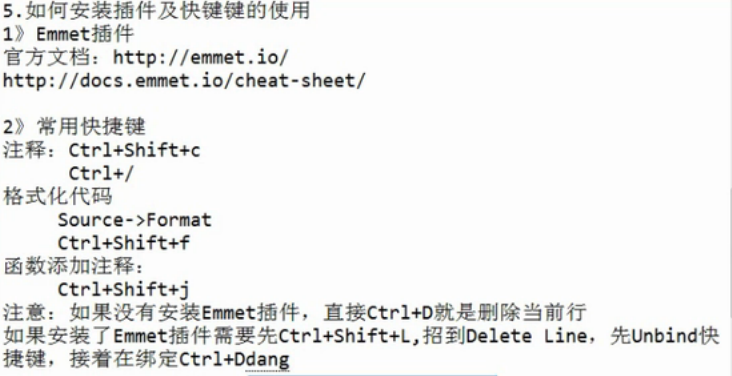 5.如何安装插件及快键键的使用
1》Emmet插件
官方文档：http://emmet.io/
http://docs.emmet.io/cheat-sheet/
2》常用快捷键
注释：Ctrl+Shift+c
Ctrl+/
格式化代码
Source->Format
Ctrl+Shift+f
函数添加注释：
Ctrl+Shift+j
注意：如果没有安装Emmet插件，直接Ctrl+D就是删除当前行
如果安装了Emmet插件需要先Ctrl+Shift+L,招到Delete Line，先Unbind快
捷键，接着在绑定Ctrl+Ddang